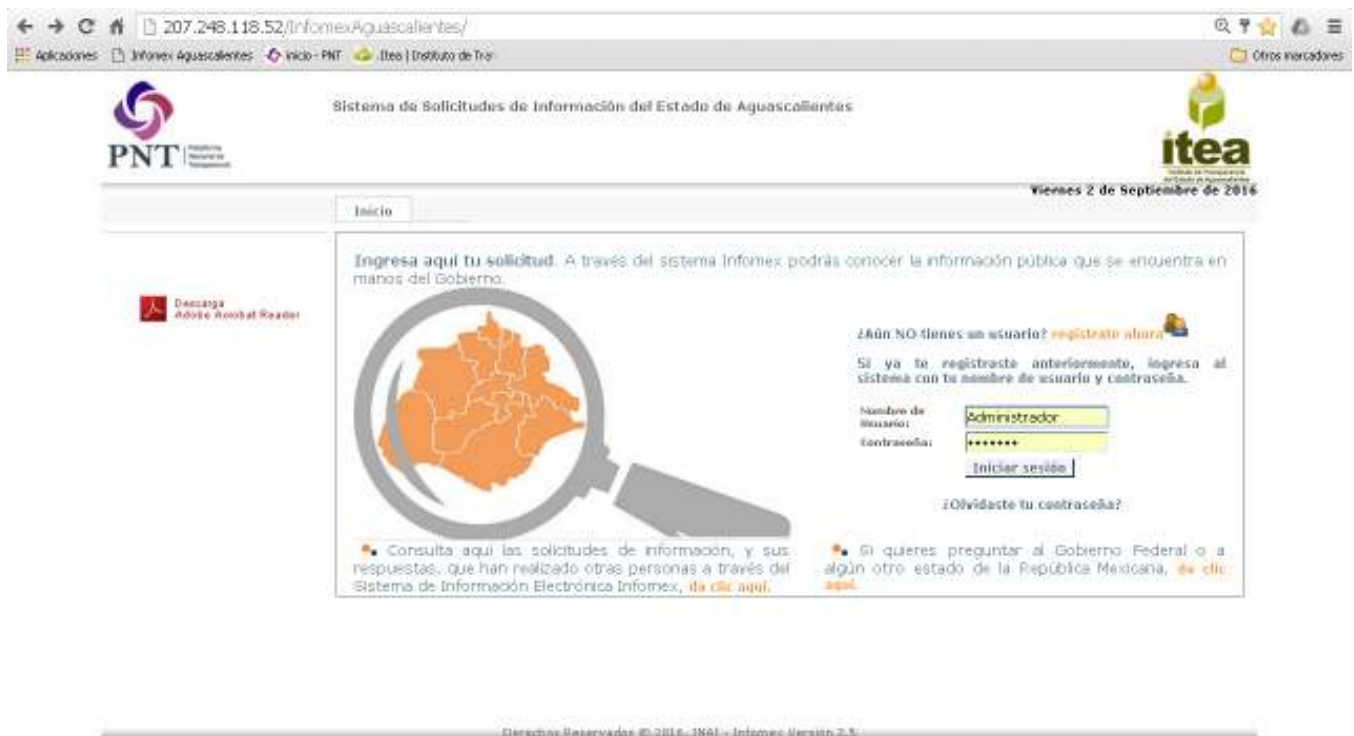 207.248.118.52/InfomexAguascalientes/
Aplicaciones Infomex Aguascalientes inicio - PNT .:Itea | Instituto de Tra Otros marcadores
Sistema de Solicitudes de Información del Estado de Aguascalientes
PNT Plataforma Nacional de Transparencia
itea
Viernes 2 de Septiembre de 2016
Inicio
Ingresa aquí tu solicitud. A través del sistema Infomex podrás conocer la información pública que se encuentra en
manos del Gobierno.
Descarga
Adobe Acrobat Reader
¿Aún NO tienes un usuario? regístrate ahora
Si ya te registraste anteriormente, ingresa al
sistema con tu nombre de usuario y contraseña.
Nombre de
Usuario:
Administrador
Contraseña:
•••••••
Iniciar sesión
¿Olvidaste tu contraseña?
Consulta aquí las solicitudes de información, y sus
respuestas, que han realizado otras personas a través del
Sistema de Información Electrónica Infomex, da clic aquí.
Si quieres preguntar al Gobierno Federal o a
algún otro estado de la República Mexicana, da clic
aquí.
Derechos Reservados © 2016, INAI - Infomex Versión 2.5